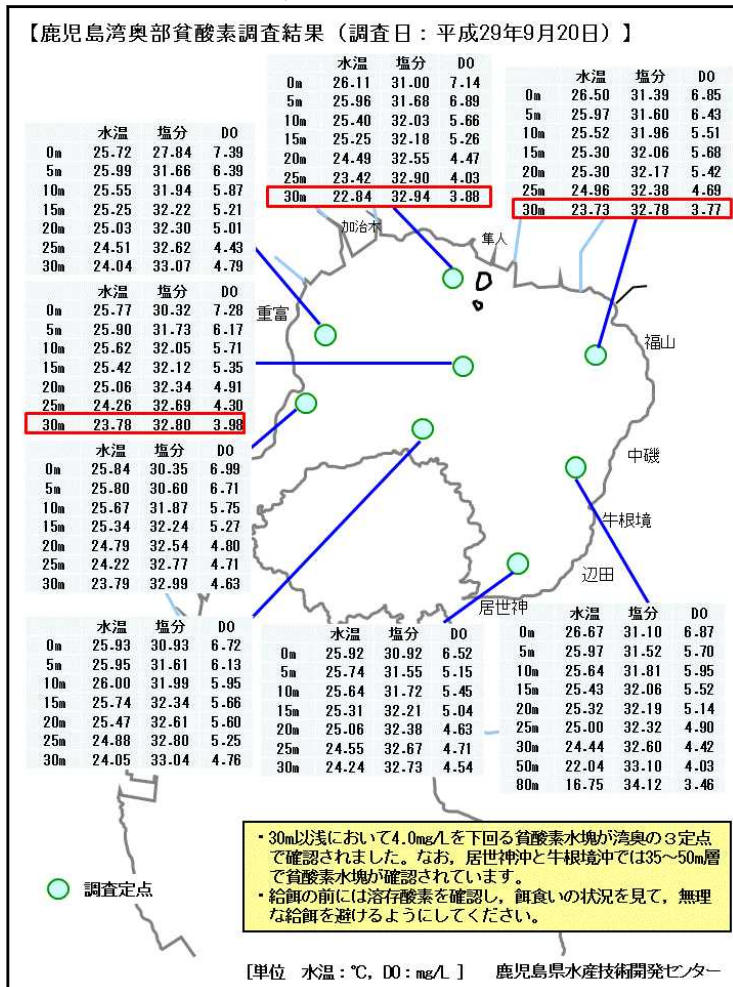 【鹿児島湾奥部貧酸素調査結果（調査日：平成29年9月20日）】
水温 塩分 DO
0m 26.11 31.00 7.14
5m 25.96 31.68 6.89
10m 25.40 32.03 5.66
15m 25.25 32.18 5.26
20m 24.49 32.55 4.47
25m 23.42 32.90 4.03
30m 22.84 32.94 3.88
水温 塩分 DO
0m 26.50 31.39 6.85
5m 25.97 31.60 6.43
10m 25.52 31.96 5.51
15m 25.30 32.06 5.68
20m 25.30 32.17 5.42
25m 24.96 32.38 4.69
30m 23.73 32.78 3.77
水温 塩分 DO
0m 25.72 27.84 7.39
5m 25.99 31.66 6.39
10m 25.55 31.94 5.87
15m 25.25 32.22 5.21
20m 25.03 32.30 5.01
25m 24.51 32.62 4.43
30m 24.04 33.07 4.79
加治木
隼人
水温 塩分 DO
0m 25.77 30.32 7.28
5m 25.90 31.73 6.17
10m 25.62 32.05 5.71
15m 25.42 32.12 5.35
20m 25.06 32.34 4.91
25m 24.26 32.69 4.30
30m 23.78 32.80 3.98
重富
福山
水温 塩分 DO
0m 25.84 30.35 6.99
5m 25.80 30.60 6.71
10m 25.67 31.87 5.75
15m 25.34 32.24 5.27
20m 24.79 32.54 4.80
25m 24.22 32.77 4.71
30m 23.79 32.99 4.63
中磯
牛根境
辺田
居世神
水温 塩分 DO
0m 25.93 30.93 6.72
5m 25.95 31.61 6.13
10m 26.00 31.99 5.95
15m 25.74 32.34 5.66
20m 25.47 32.61 5.60
25m 24.88 32.80 5.25
30m 24.05 33.04 4.76
水温 塩分 DO
0m 25.92 30.92 6.52
5m 25.74 31.55 5.15
10m 25.64 31.72 5.45
15m 25.31 32.21 5.04
20m 25.06 32.38 4.63
25m 24.55 32.67 4.71
30m 24.24 32.73 4.54
水温 塩分 DO
0m 26.67 31.10 6.87
5m 25.97 31.52 5.70
10m 25.64 31.81 5.95
15m 25.43 32.06 5.52
20m 25.32 32.19 5.14
25m 25.00 32.32 4.90
30m 24.44 32.60 4.42
50m 22.04 33.10 4.03
80m 16.75 34.12 3.46
・30m以浅において4.0mg/Lを下回る貧酸素水塊が湾奥の３定点
で確認されました。なお，居世神沖と牛根境沖では35～50m層
で貧酸素水塊が確認されています。
・給餌の前には溶存酸素を確認し，餌食いの状況を見て，無理
な給餌を避けるようにしてください。
調査定点
[単位 水温：℃, DO：mg/L ] 鹿児島県水産技術開発センター